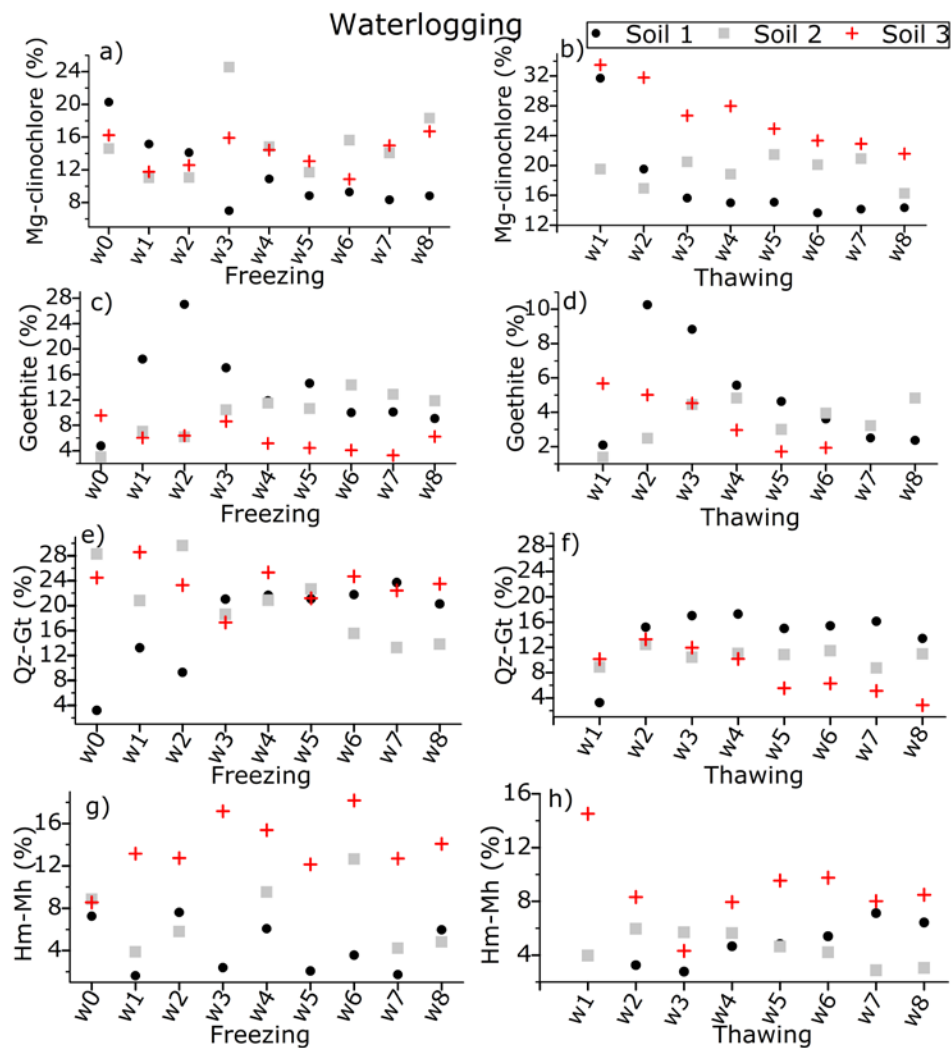 Waterlogging
Soil 1 Soil 2 Soil 3
a)
Mg-clinochlore (%)
24
20
16
12
8
w0 w1 w2 w3 w4 w5 w6 w7 w8
Freezing
b)
Mg-clinochlore (%)
32
28
24
20
16
12
w1 w2 w3 w4 w5 w6 w7 w8
Thawing
c)
Goethite (%)
28
24
20
16
12
8
4
w0 w1 w2 w3 w4 w5 w6 w7 w8
Freezing
d)
Goethite (%)
10
8
6
4
2
w1 w2 w3 w4 w5 w6 w7 w8
Thawing
e)
Qz-Gt (%)
28
24
20
16
12
8
4
w0 w1 w2 w3 w4 w5 w6 w7 w8
Freezing
f)
Qz-Gt (%)
28
24
20
16
12
8
4
w1 w2 w3 w4 w5 w6 w7 w8
Thawing
g)
Hm-Mh (%)
16
12
8
4
w0 w1 w2 w3 w4 w5 w6 w7 w8
Freezing
h)
Hm-Mh (%)
16
12
8
4
w1 w2 w3 w4 w5 w6 w7 w8
Thawing